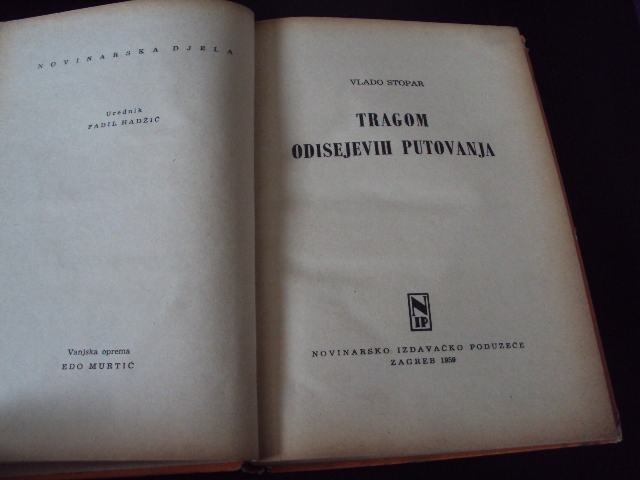 NOVINARSKA DJELA
Urednik
FADIL HADŽIĆ
Vanjska oprema
EDO MURTIĆ
VLADO STOPAR
TRAGOM
ODISEJEVIH PUTOVANJA
N
IP
NOVINARSKO IZDAVAČKO PODUZEĆE
ZAGREB 1959